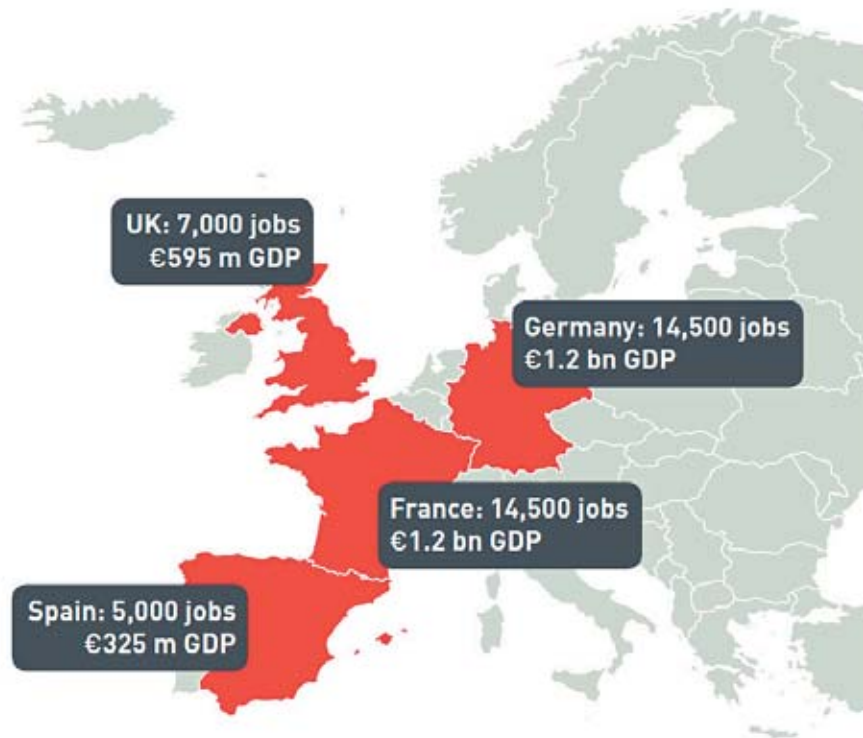 UK: 7,000 jobs
€595 m GDP
Germany: 14,500 jobs
€1.2 bn GDP
France: 14,500 jobs
€1.2 bn GDP
Spain: 5,000 jobs
€325 m GDP